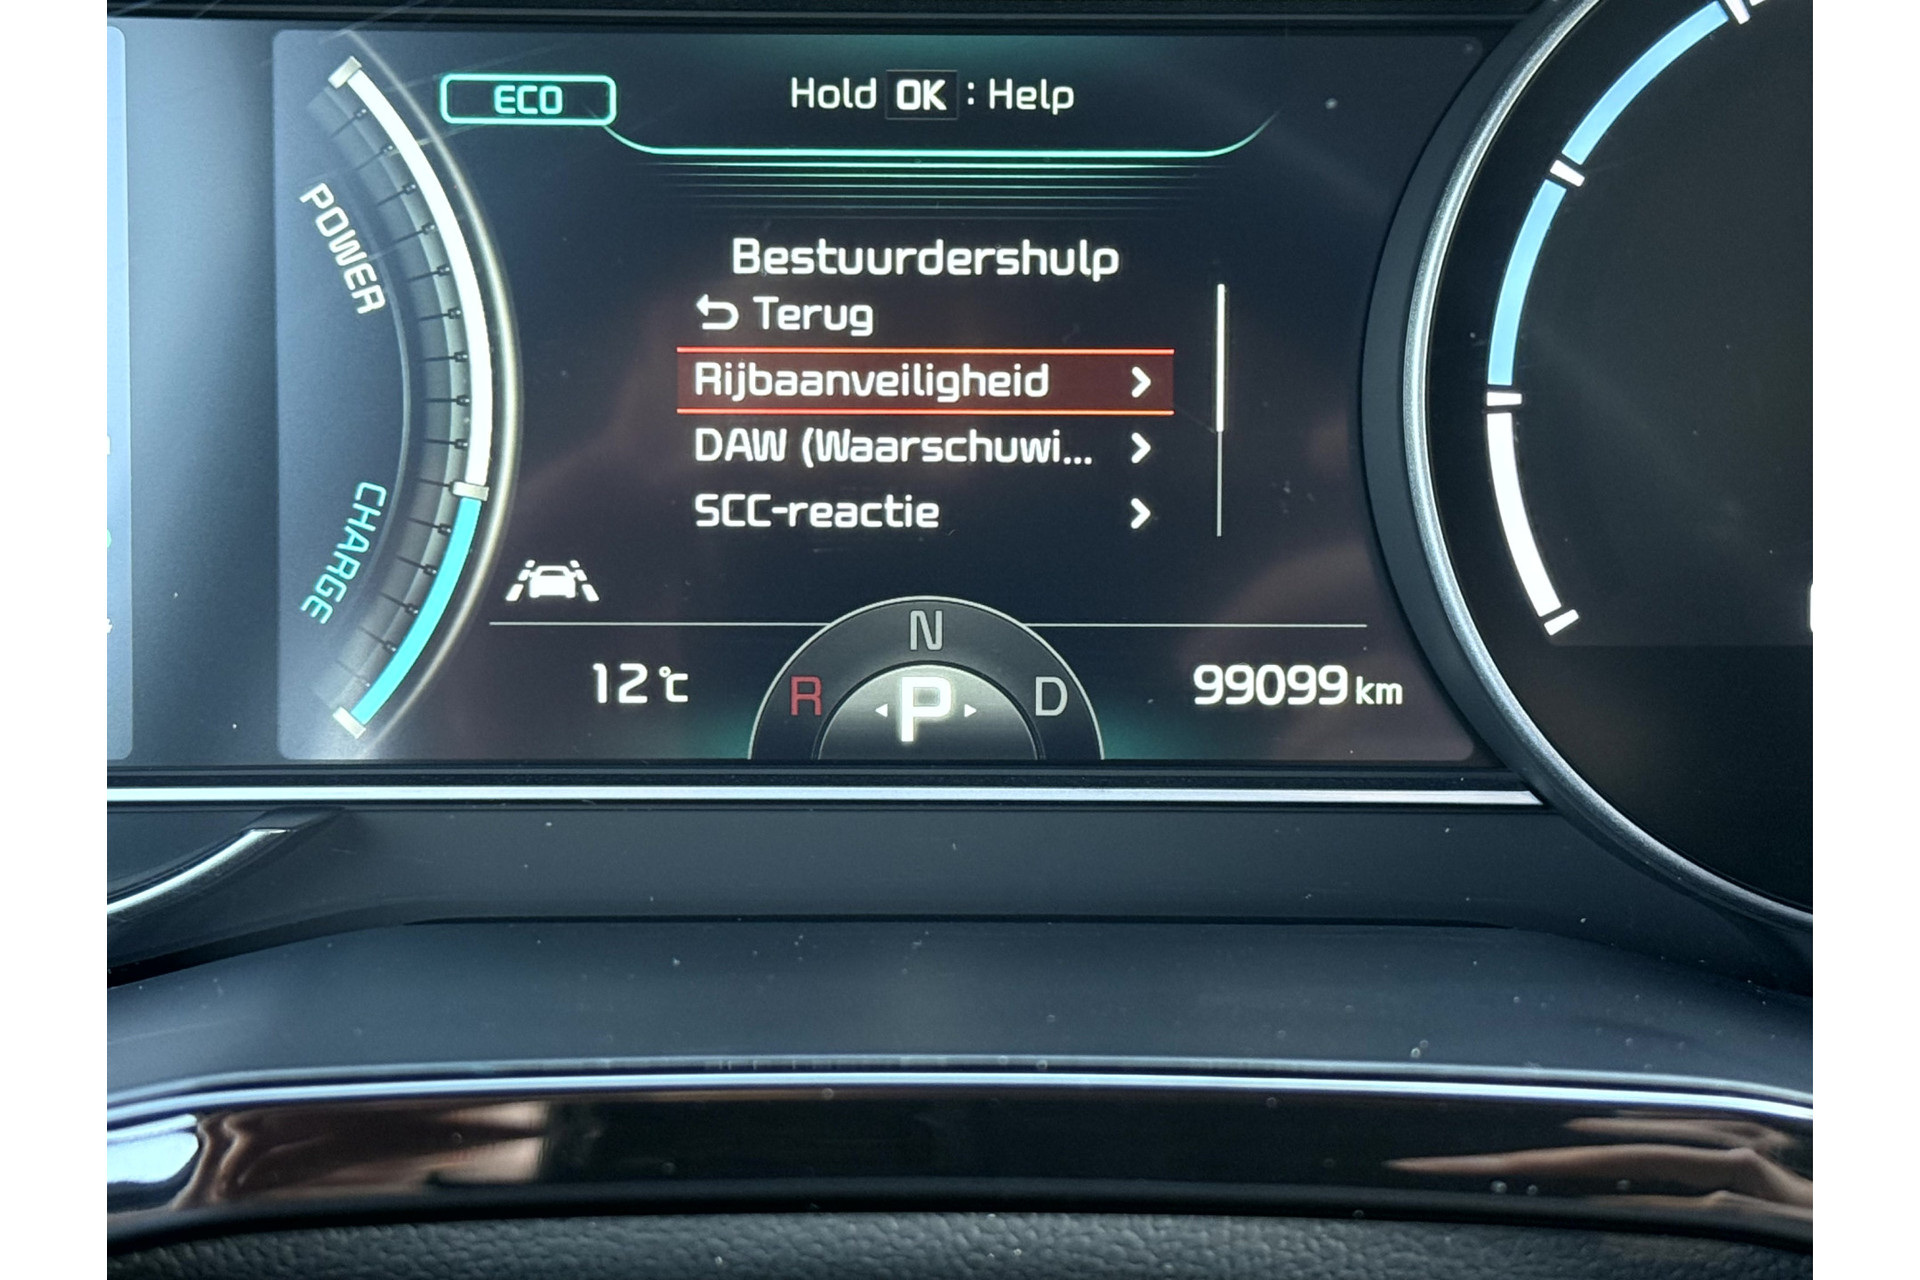 ECO
Hold OK : Help
POWER
Bestuurdershulp
Terug
Rijbaanveiligheid
DAW (Waarschuwi...
SCC-reactie
CHARGE
N
R P D
12 °C
99099 km